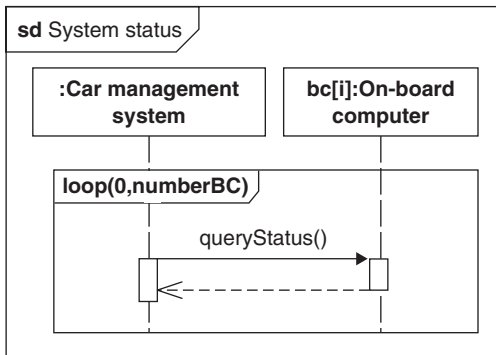 sd System status
:Car management
system
bc[i]:On-board
computer
loop(0,numberBC)
queryStatus()